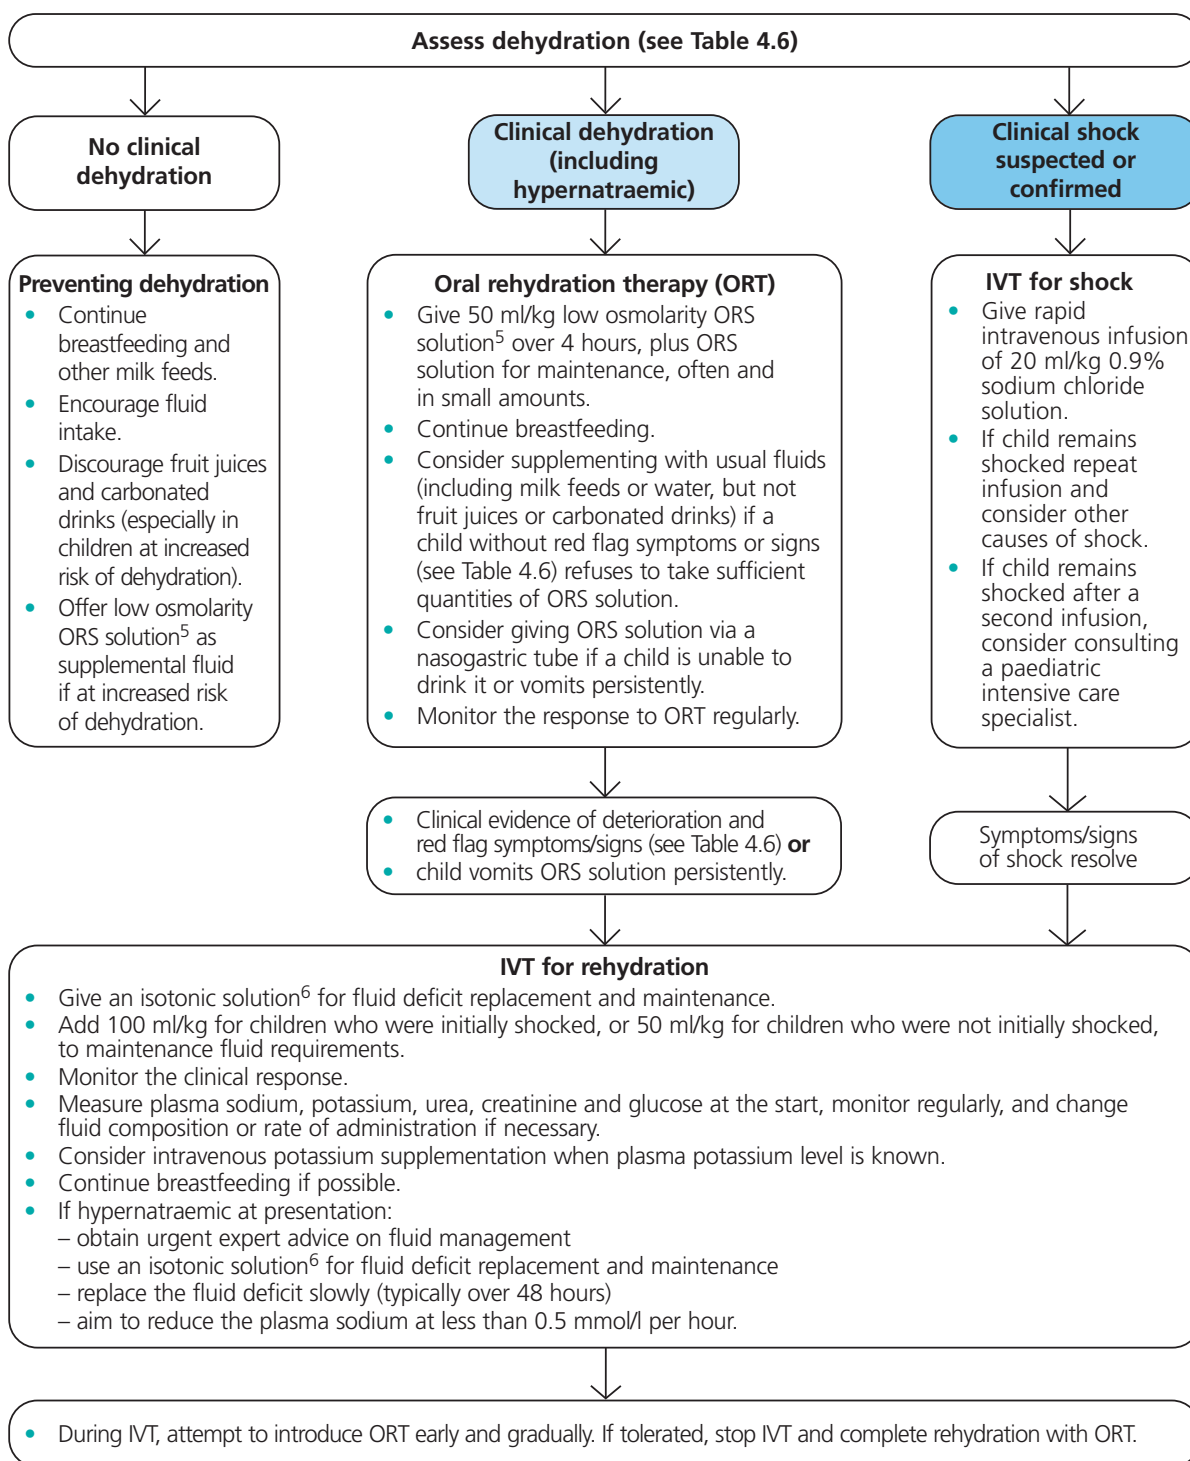 Assess dehydration (see Table 4.6)
No clinical
dehydration
Clinical dehydration
(including
hypernatraemic)
Clinical shock
suspected or
confirmed
Preventing dehydration
• Continue
breastfeeding and
other milk feeds.
• Encourage fluid
intake.
• Discourage fruit juices
and carbonated
drinks (especially in
children at increased
risk of dehydration).
• Offer low osmolarity
ORS solution5 as
supplemental fluid
if at increased risk
of dehydration.
Oral rehydration therapy (ORT)
• Give 50 ml/kg low osmolarity ORS
solution5 over 4 hours, plus ORS
solution for maintenance, often and
in small amounts.
• Continue breastfeeding.
• Consider supplementing with usual fluids
(including milk feeds or water, but not
fruit juices or carbonated drinks) if a
child without red flag symptoms or signs
(see Table 4.6) refuses to take sufficient
quantities of ORS solution.
• Consider giving ORS solution via a
nasogastric tube if a child is unable to
drink it or vomits persistently.
• Monitor the response to ORT regularly.
IVT for shock
• Give rapid
intravenous infusion
of 20 ml/kg 0.9%
sodium chloride
solution.
• If child remains
shocked repeat
infusion and
consider other
causes of shock.
• If child remains
shocked after a
second infusion,
consider consulting
a paediatric
intensive care
specialist.
• Clinical evidence of deterioration and
red flag symptoms/signs (see Table 4.6) or
• child vomits ORS solution persistently.
Symptoms/signs
of shock resolve
IVT for rehydration
• Give an isotonic solution6 for fluid deficit replacement and maintenance.
• Add 100 ml/kg for children who were initially shocked, or 50 ml/kg for children who were not initially shocked,
to maintenance fluid requirements.
• Monitor the clinical response.
• Measure plasma sodium, potassium, urea, creatinine and glucose at the start, monitor regularly, and change
fluid composition or rate of administration if necessary.
• Consider intravenous potassium supplementation when plasma potassium level is known.
• Continue breastfeeding if possible.
• If hypernatraemic at presentation:
– obtain urgent expert advice on fluid management
– use an isotonic solution6 for fluid deficit replacement and maintenance
– replace the fluid deficit slowly (typically over 48 hours)
– aim to reduce the plasma sodium at less than 0.5 mmol/l per hour.
• During IVT, attempt to introduce ORT early and gradually. If tolerated, stop IVT and complete rehydration with ORT.